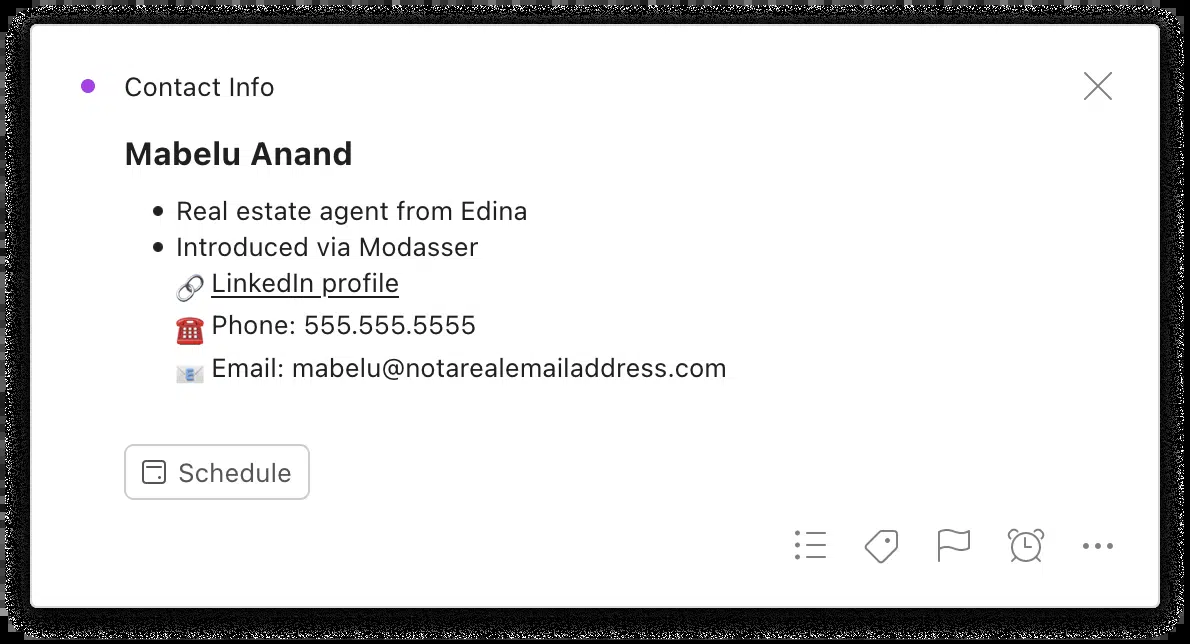 Contact Info
Mabelu Anand
Real estate agent from Edina
Introduced via Modasser
LinkedIn profile
Phone: 555.555.5555
Email: mabelu@notarealemailaddress.com
Schedule